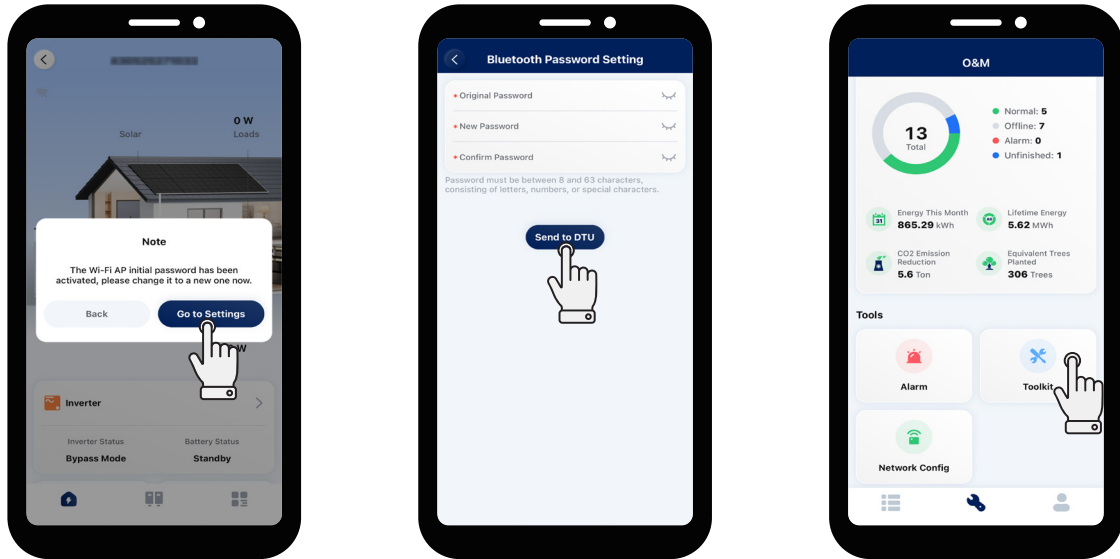 0 W
Solar
Loads
Note
The Wi-Fi AP initial password has been
activated, please change it to a new one now.
Back
Go to Settings
W
Inverter
Inverter Status
Battery Status
Bypass Mode
Standby
Bluetooth Password Setting
• Original Password
• New Password
• Confirm Password
Password must be between 8 and 63 characters,
consisting of letters, numbers, or special characters.
Send to DTU
O&M
13
Total
Normal: 5
Offline: 7
Alarm: 0
Unfinished: 1
31
Energy This Month
865.29 kWh
Lifetime Energy
5.62 MWh
CO2 Emission
Reduction
5.6 Ton
Equivalent Trees
Planted
306 Trees
Tools
Alarm
Toolkit
Network Config